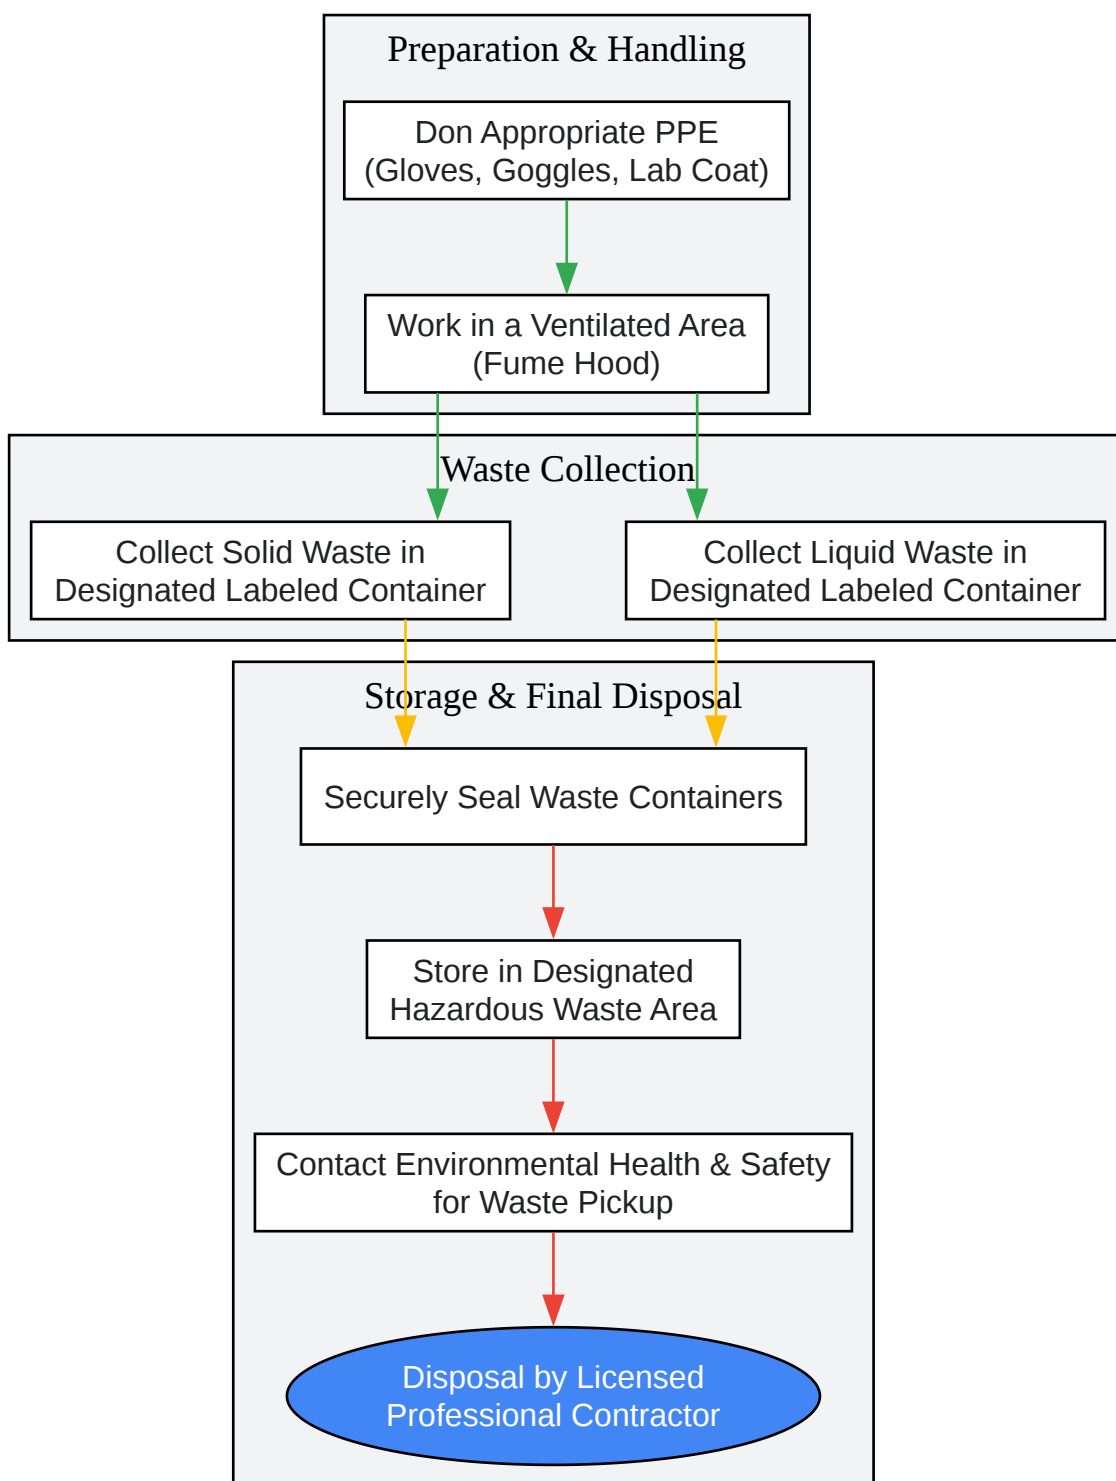 Preparation & Handling
Don Appropriate PPE
(Gloves, Goggles, Lab Coat)
Work in a Ventilated Area
(Fume Hood)
Waste Collection
Collect Solid Waste in
Designated Labeled Container
Collect Liquid Waste in
Designated Labeled Container
Storage & Final Disposal
Securely Seal Waste Containers
Store in Designated
Hazardous Waste Area
Contact Environmental Health & Safety
for Waste Pickup
Disposal by Licensed
Professional Contractor